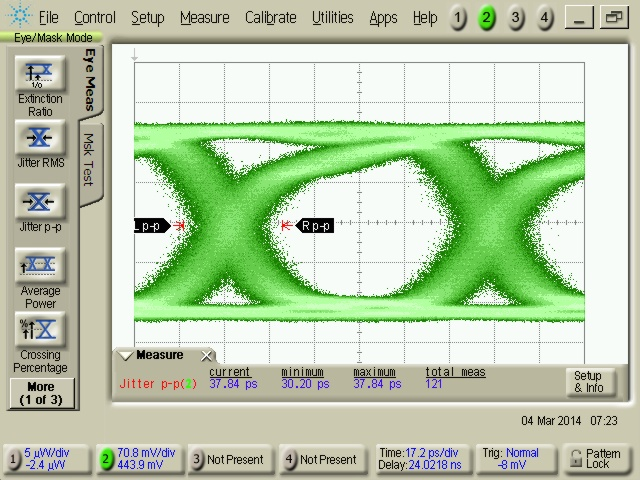 File Control Setup Measure Calibrate Utilities Apps Help 1 2 3 4
Eye/Mask Mode
Eye Meas
Msk Test
1/0
Extinction
Ratio
Jitter RMS
Jitter p-p
Average
Power
%
Crossing
Percentage
More
(1 of 3)
L p-p
R p-p
Measure
current minimum maximum total meas
Jitter p-p(2) 37.84 ps 30.20 ps 37.84 ps 121
Setup
& Info
04 Mar 2014 07:23
1 5 µW/div
-2.4 µW
2 70.8 mV/div
443.9 mV
3 Not Present
4 Not Present
Time:17.2 ps/div
Delay:24.0218 ns
Trig: Normal
-8 mV
Pattern
Lock